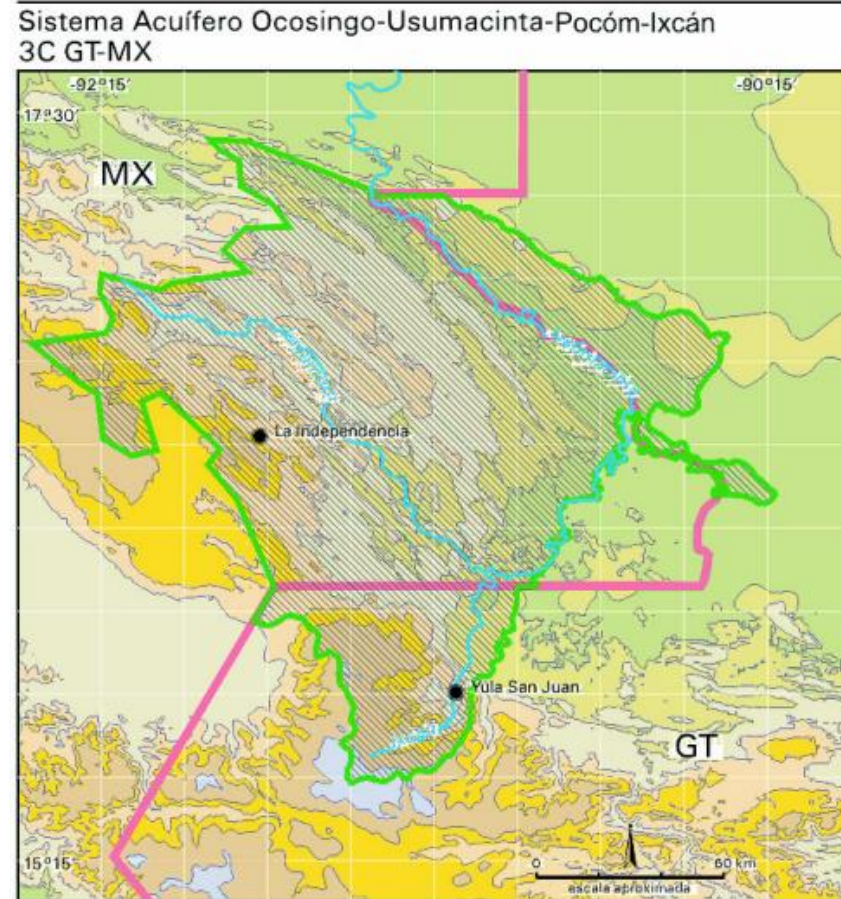 Sistema Acuífero Ocosingo-Usumacinta-Pocóm-Ixcán
3C GT-MX
-92º15′
-90º15′
17º30′
MX
La Independencia
Yula San Juan
GT
15º15′
0 60 km
escala aproximada